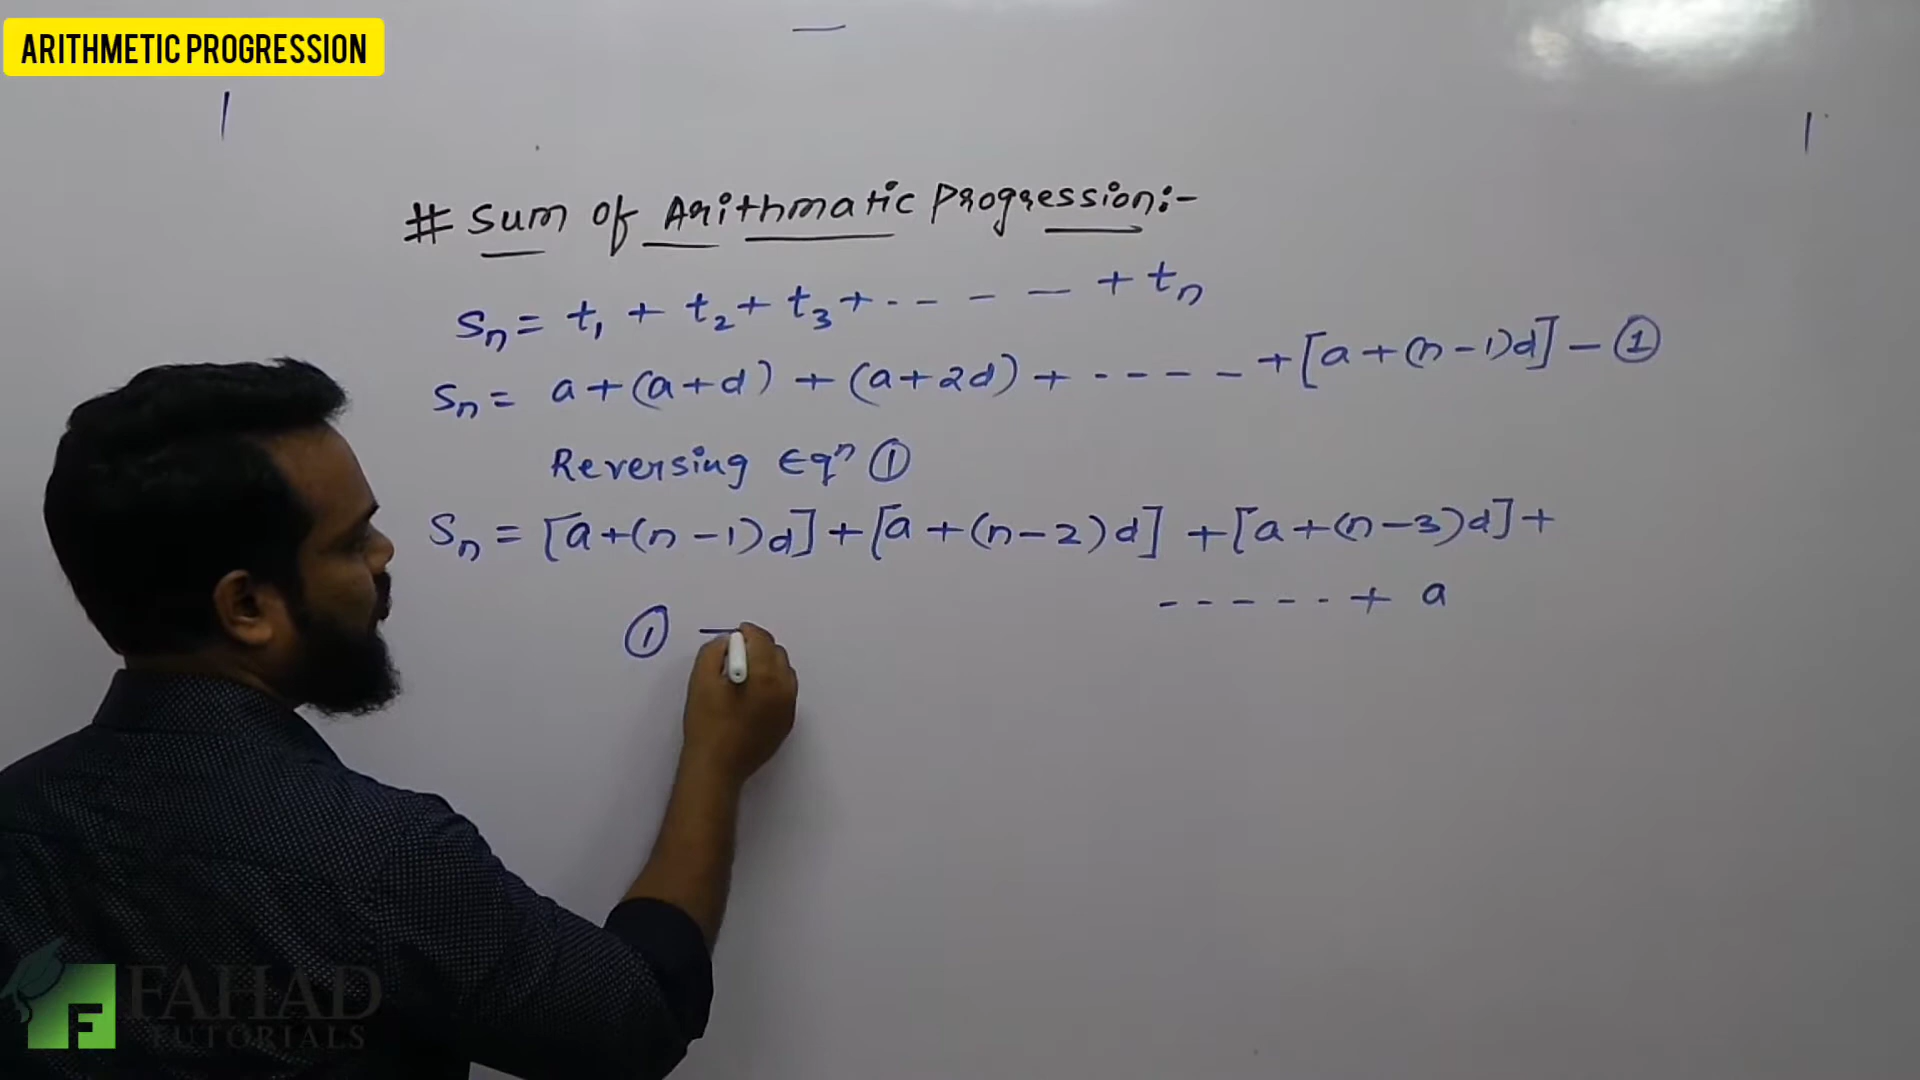 ARITHMETIC PROGRESSION
# Sum of Arithmatic Progression:-
Sn = t1 + t2 + t3 + ----- + tn
Sn = a+(a+d) + (a+2d) + ----- +[a+(n-1)d] - ①
Reversing Eqⁿ ①
Sn = [a+(n-1)d]+[a+(n-2)d] +[a+(n-3)d]+
------ + a
①
FAHAD
TUTORIALS